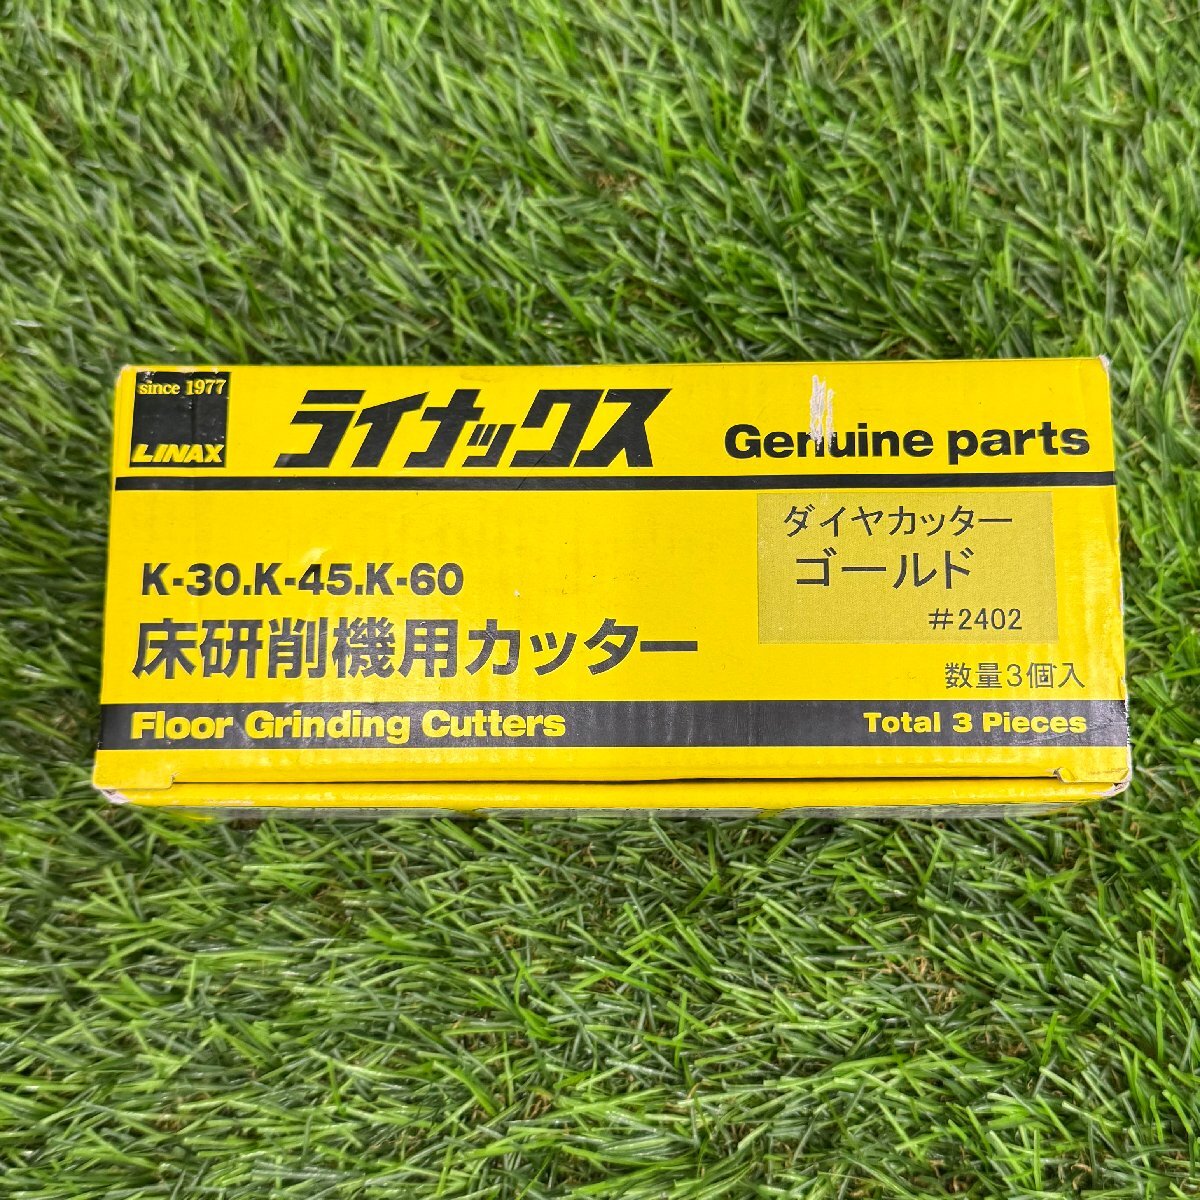 since 1977
LINAX
ライナックス
Genuine parts
K-30.K-45.K-60
床研削機用カッター
ダイヤカッター
ゴールド
#2402
数量3個入
Floor Grinding Cutters
Total 3 Pieces